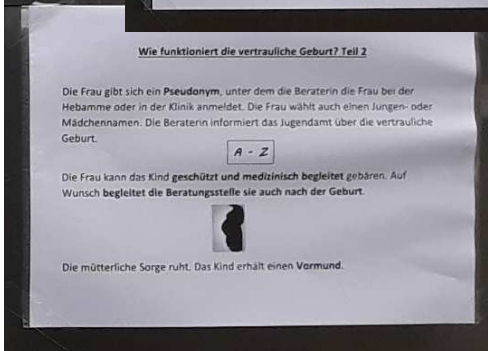 Wie funktioniert die vertrauliche Geburt? Teil 2
Die Frau gibt sich ein Pseudonym, unter dem die Beraterin die Frau bei der
Hebamme oder in der Klinik anmeldet. Die Frau wählt auch einen Jungen- oder
Mädchennamen. Die Beraterin informiert das Jugendamt über die vertrauliche
Geburt.
A - Z
Die Frau kann das Kind geschützt und medizinisch begleitet gebären. Auf
Wunsch begleitet die Beratungsstelle sie auch nach der Geburt.
Die mütterliche Sorge ruht. Das Kind erhält einen Vormund.